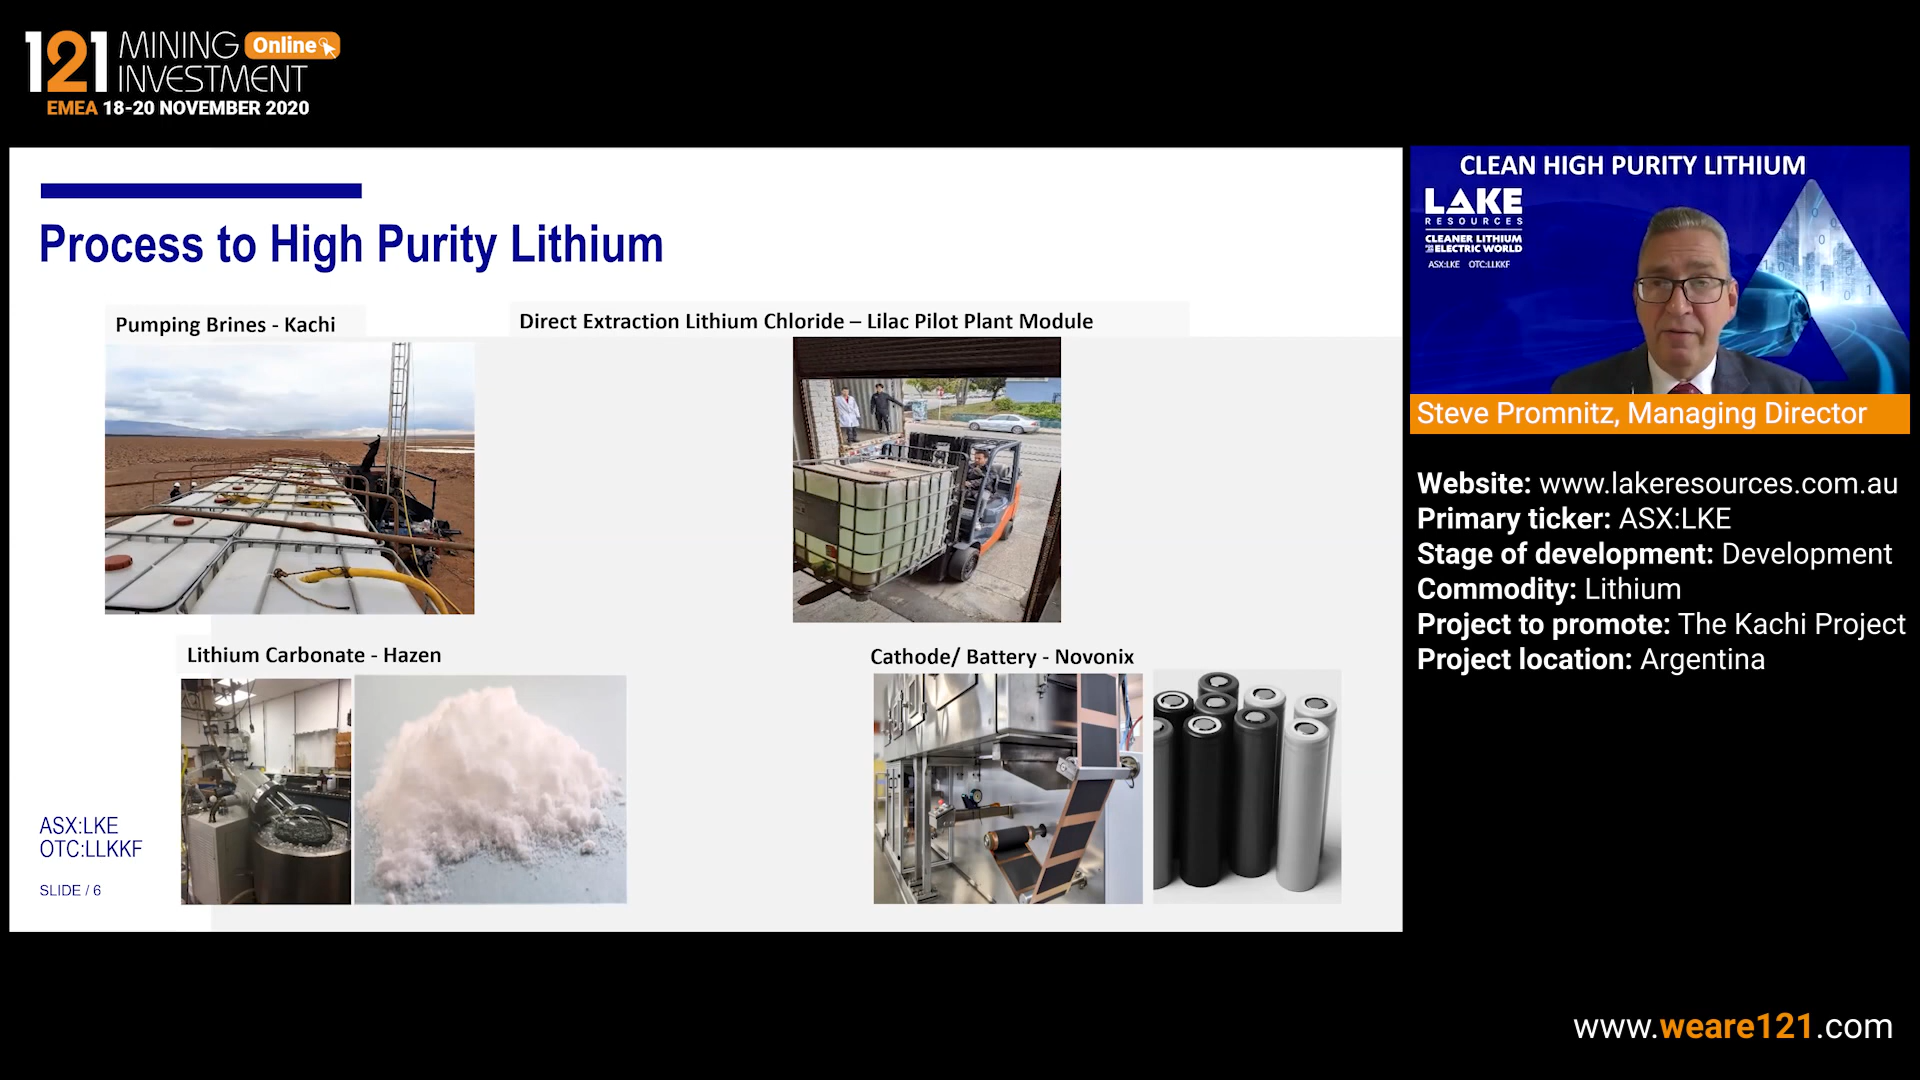 121 MINING Online
INVESTMENT
EMEA 18-20 NOVEMBER 2020
Process to High Purity Lithium
Pumping Brines - Kachi
Direct Extraction Lithium Chloride – Lilac Pilot Plant Module
Lithium Carbonate - Hazen
Cathode/ Battery - Novonix
ASX:LKE
OTC:LLKKF
SLIDE / 6
CLEAN HIGH PURITY LITHIUM
LAKE
RESOURCES
CLEANER LITHIUM
ELECTRIC WORLD
ASX:LKE OTC:LLKKF
Steve Promnitz, Managing Director
Website: www.lakeresources.com.au
Primary ticker: ASX:LKE
Stage of development: Development
Commodity: Lithium
Project to promote: The Kachi Project
Project location: Argentina
www.weare121.com